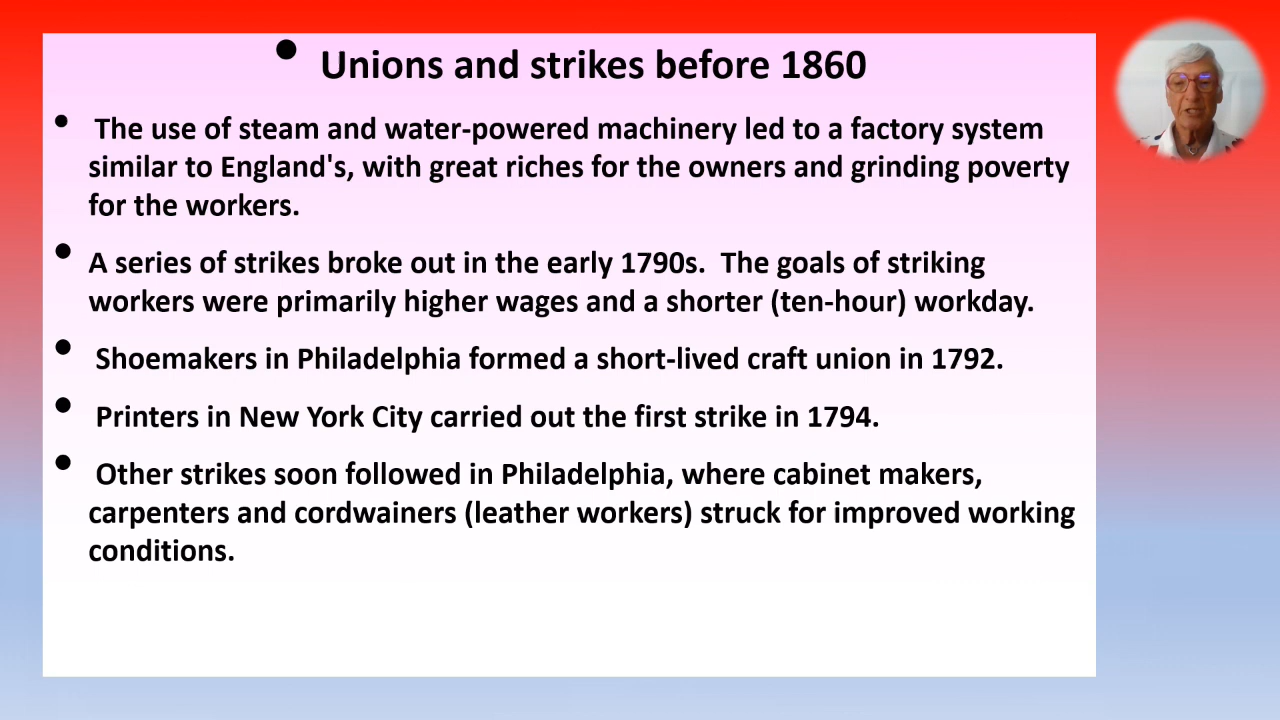 • Unions and strikes before 1860
• The use of steam and water-powered machinery led to a factory system
similar to England's, with great riches for the owners and grinding poverty
for the workers.
• A series of strikes broke out in the early 1790s.  The goals of striking
workers were primarily higher wages and a shorter (ten-hour) workday.
• Shoemakers in Philadelphia formed a short-lived craft union in 1792.
• Printers in New York City carried out the first strike in 1794.
• Other strikes soon followed in Philadelphia, where cabinet makers,
carpenters and cordwainers (leather workers) struck for improved working
conditions.